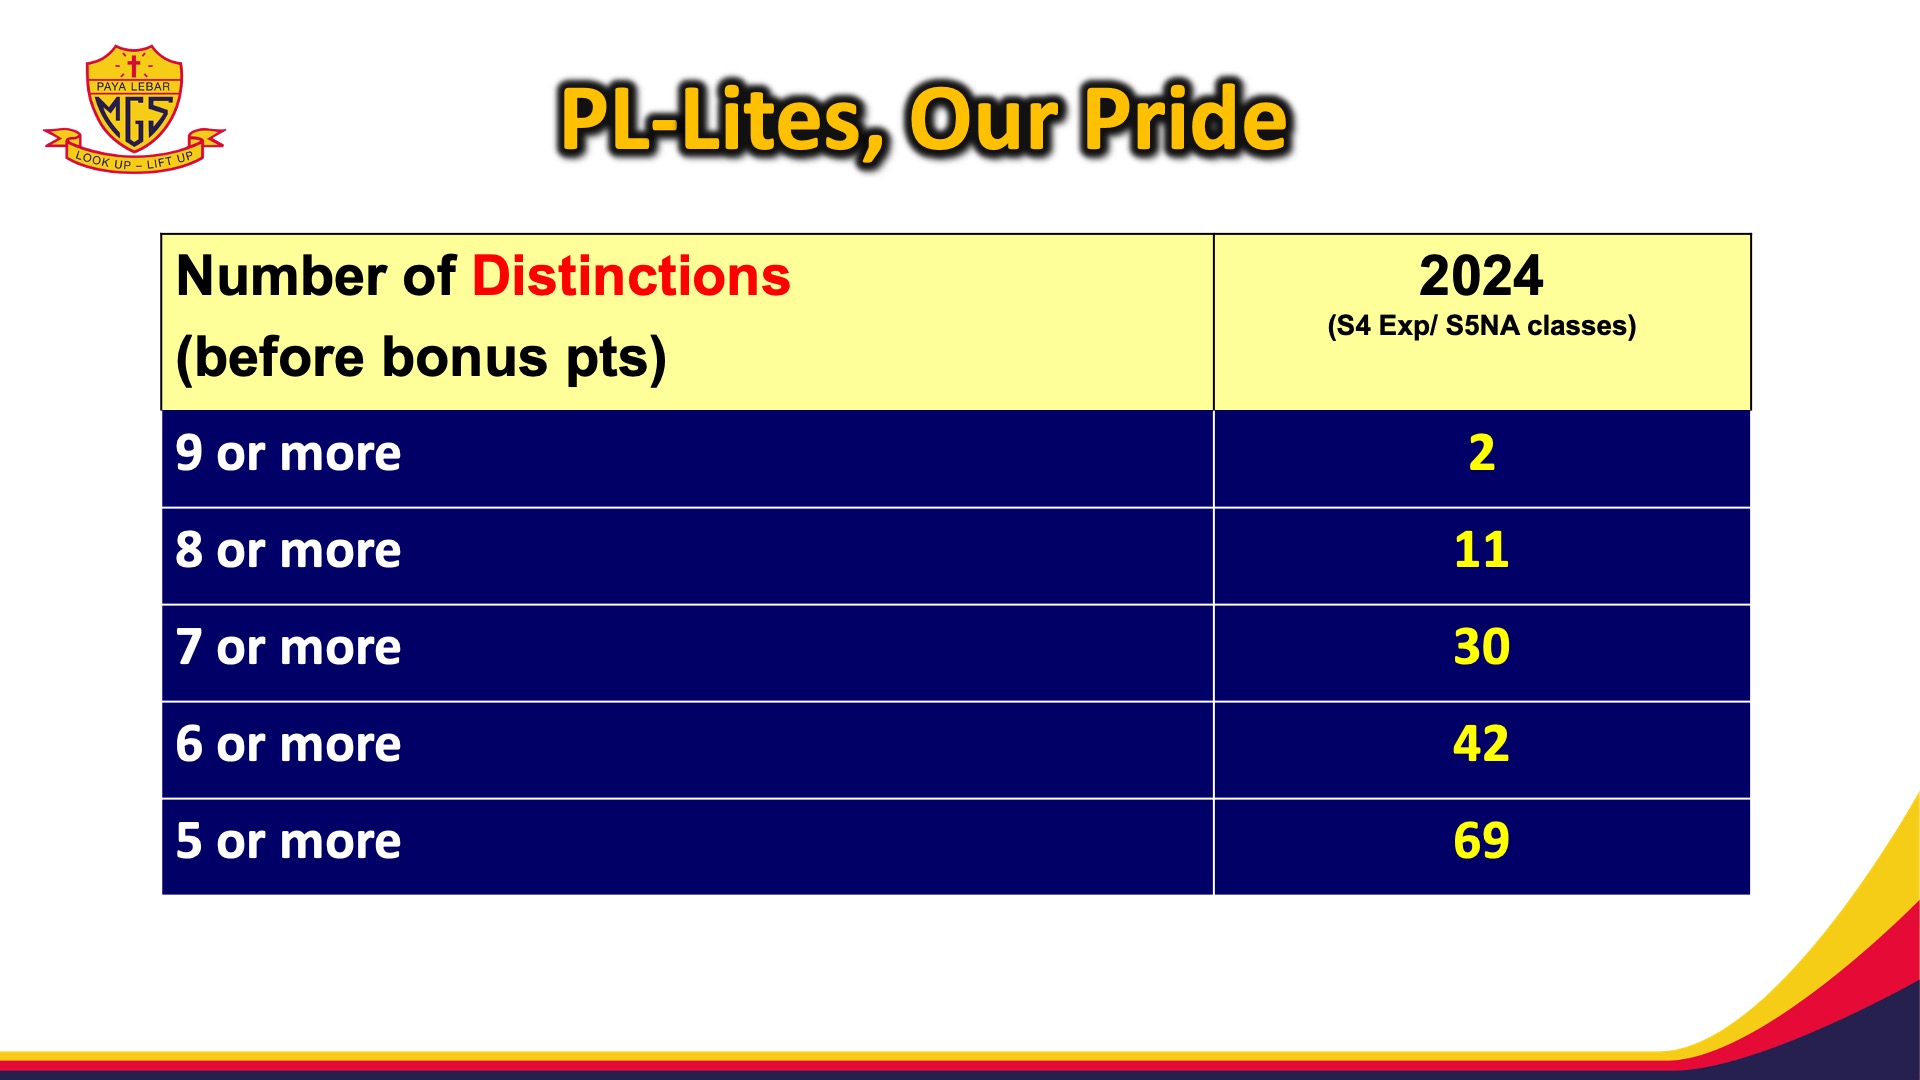 PAYA LEBAR
MGS
LOOK UP – LIFT UP
PL-Lites, Our Pride
Number of Distinctions
(before bonus pts)
2024
(S4 Exp/ S5NA classes)
9 or more
2
8 or more
11
7 or more
30
6 or more
42
5 or more
69